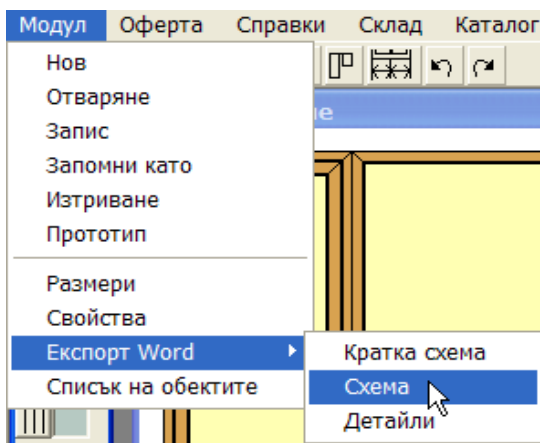 Модул Оферта Справки Склад Каталог
Нов
Отваряне
Запис
Запомни като
Изтриване
Прототип
Размери
Свойства
Експорт Word
Списък на обектите
Кратка схема
Схема
Детайли